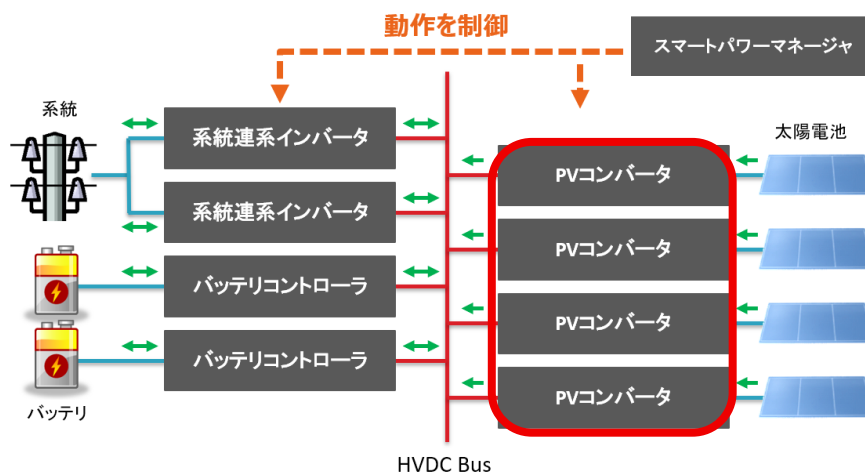 動作を制御
スマートパワーマネージャ
系統
太陽電池
系統連系インバータ
系統連系インバータ
バッテリコントローラ
バッテリコントローラ
PVコンバータ
PVコンバータ
PVコンバータ
PVコンバータ
バッテリ
HVDC Bus